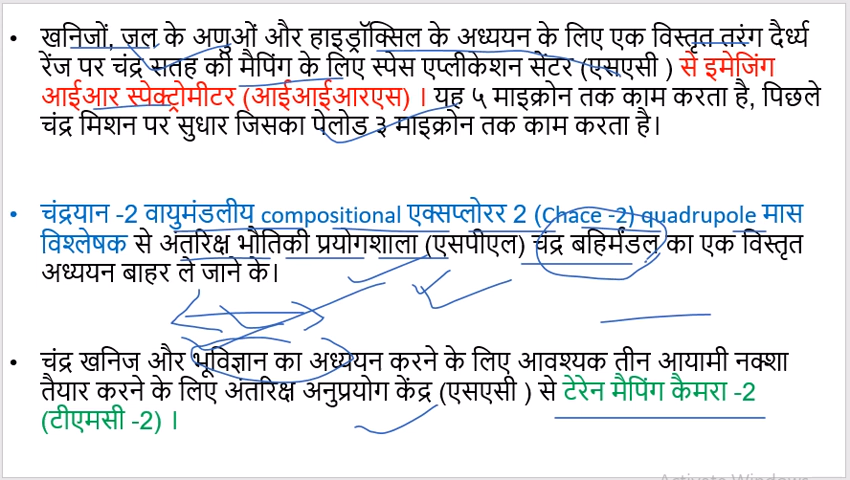 • खनिजों, जल के अणुओं और हाइड्रॉक्सिल के अध्ययन के लिए एक विस्तृत तरंग दैर्ध्य
रेंज पर चंद्र सतह की मैपिंग के लिए स्पेस एप्लीकेशन सेंटर (एसएसी ) से इमेजिंग
आईआर स्पेक्ट्रोमीटर (आईआईआरएस) । यह ५ माइक्रोन तक काम करता है, पिछले
चंद्र मिशन पर सुधार जिसका पेलोड ३ माइक्रोन तक काम करता है।
• चंद्रयान -2 वायुमंडलीय compositional एक्सप्लोरर 2 (Chace -2) quadrupole मास
विश्लेषक से अंतरिक्ष भौतिकी प्रयोगशाला (एसपीएल) चंद्र बहिर्मंडल का एक विस्तृत
अध्ययन बाहर ले जाने के।
• चंद्र खनिज और भूविज्ञान का अध्ययन करने के लिए आवश्यक तीन आयामी नक्शा
तैयार करने के लिए अंतरिक्ष अनुप्रयोग केंद्र (एसएसी ) से टेरेन मैपिंग कैमरा -2
(टीएमसी -2) ।
Activate Windows